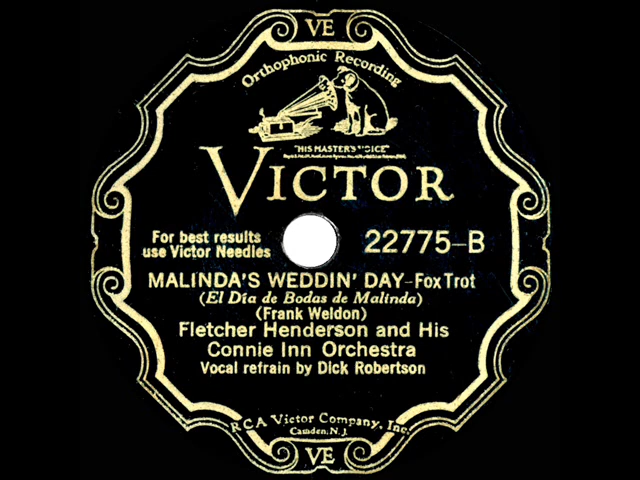 VE
Orthophonic Recording
"HIS MASTER'S VOICE"
VICTOR
For best results
use Victor Needles
22775-B
MALINDA'S WEDDIN' DAY-Fox Trot
(El Día de Bodas de Malinda)
(Frank Weldon)
Fletcher Henderson and His
Connie Inn Orchestra
Vocal refrain by Dick Robertson
RCA Victor Company, Inc.
Camden, N. J.
VE